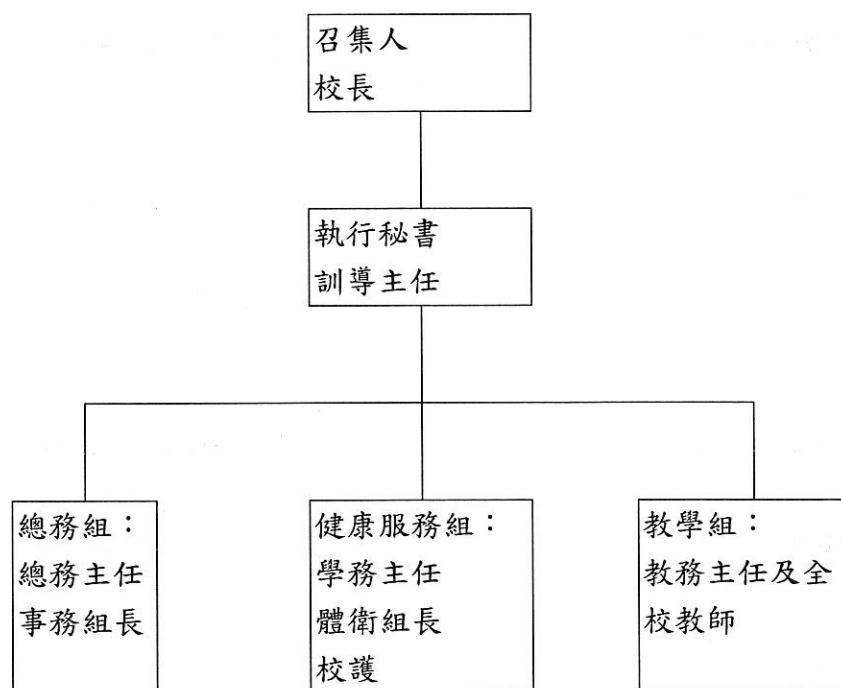 召集人
校長
執行秘書
訓導主任
總務組：
總務主任
事務組長
健康服務組：
學務主任
體衛組長
校護
教學組：
教務主任及全
校教師